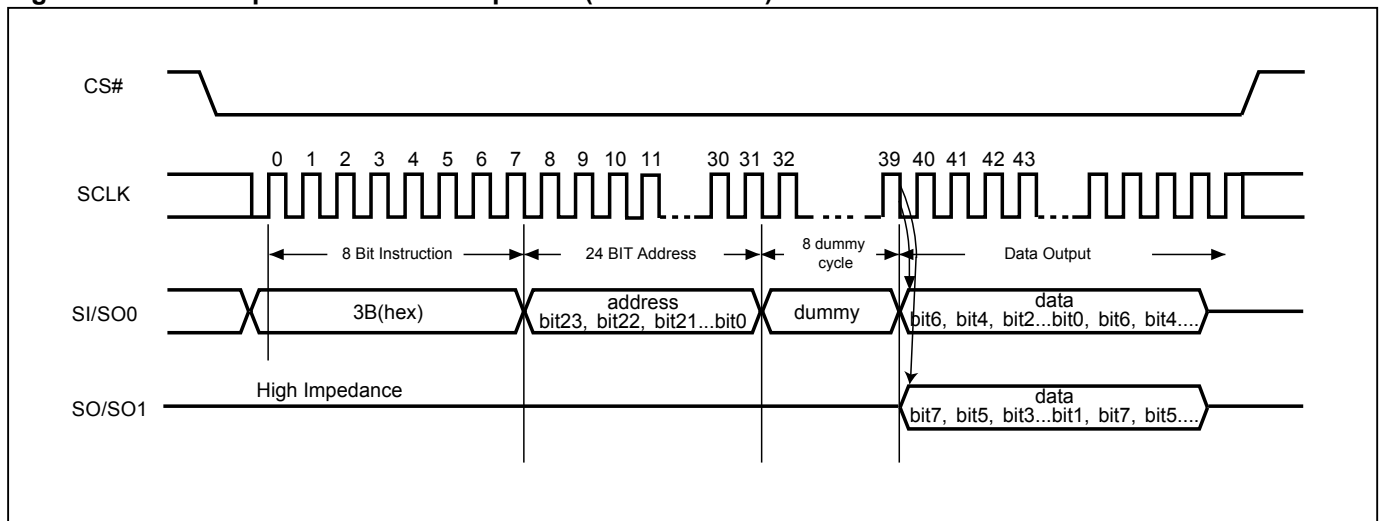 CS#
0 1 2 3 4 5 6 7 8 9 10 11 30 31 32 39 40 41 42 43
SCLK
8 Bit Instruction
24 BIT Address
8 dummy
cycle
Data Output
SI/SO0
3B(hex)
address
bit23, bit22, bit21...bit0
dummy
data
bit6, bit4, bit2...bit0, bit6, bit4....
High Impedance
SO/SO1
data
bit7, bit5, bit3...bit1, bit7, bit5....